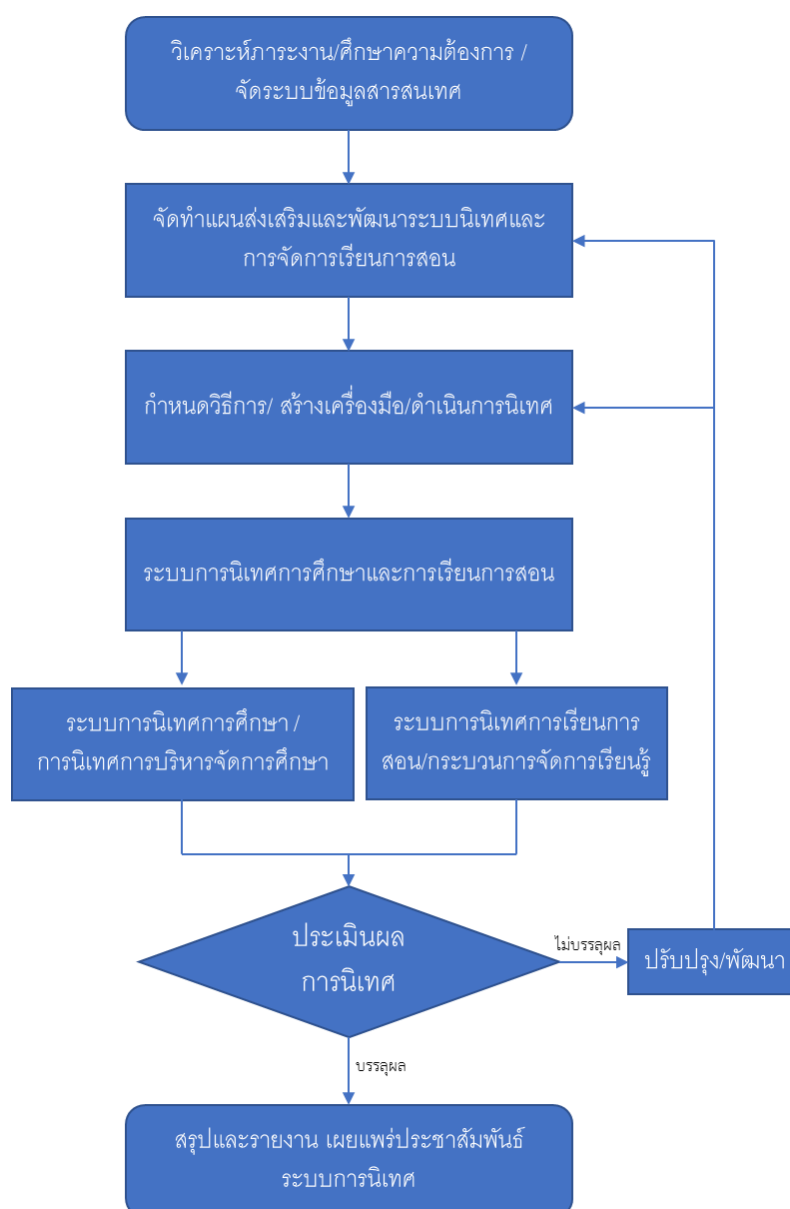 วิเคราะห์ภาระงาน/ศึกษาความต้องการ /
จัดระบบข้อมูลสารสนเทศ
จัดทำแผนส่งเสริมและพัฒนาระบบนิเทศและ
การจัดการเรียนการสอน
กำหนดวิธีการ/ สร้างเครื่องมือ/ดำเนินการนิเทศ
ระบบการนิเทศการศึกษาและการเรียนการสอน
ระบบการนิเทศการศึกษา /
การนิเทศการบริหารจัดการศึกษา
ระบบการนิเทศการเรียนการ
สอน/กระบวนการจัดการเรียนรู้
ประเมินผล
การนิเทศ
ไม่บรรลุผล
ปรับปรุง/พัฒนา
บรรลุผล
สรุปและรายงาน เผยแพร่ประชาสัมพันธ์
ระบบการนิเทศ